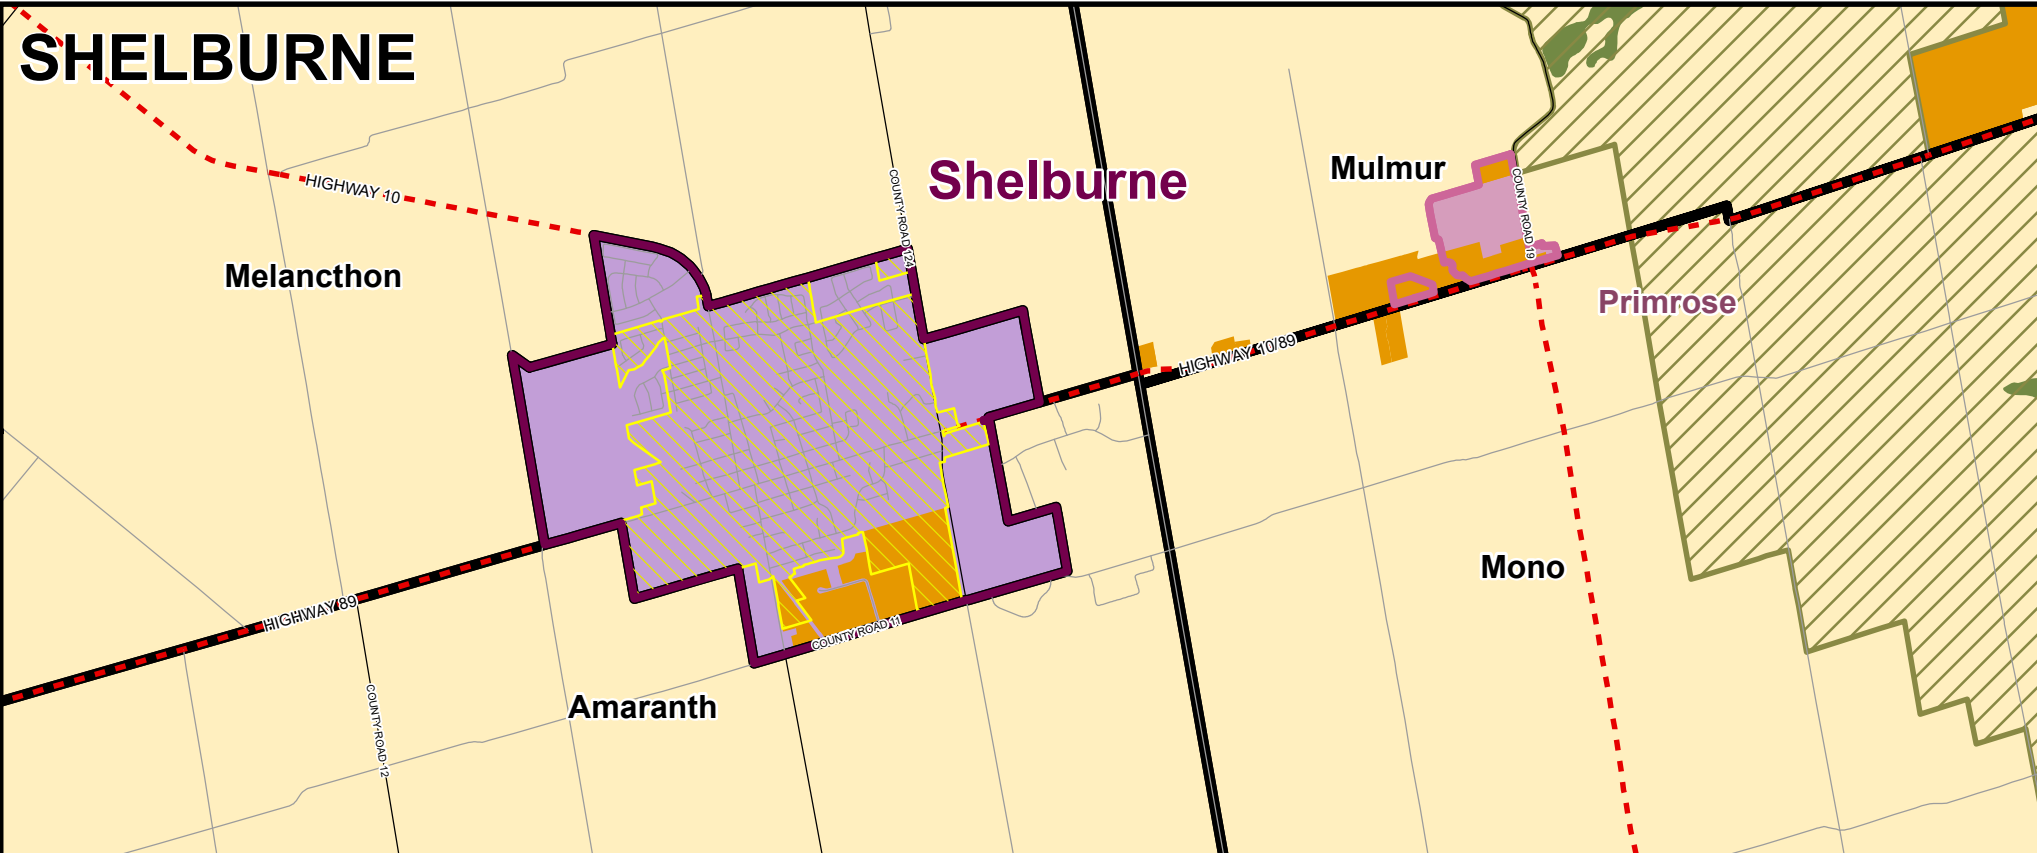 SHELBURNE
HIGHWAY 10
COUNTY ROAD 124
Shelburne
Mulmur
COUNTY ROAD 19
Melancthon
Primrose
HIGHWAY 10/89
Mono
HIGHWAY 89
COUNTY ROAD 11
COUNTY ROAD 12
Amaranth